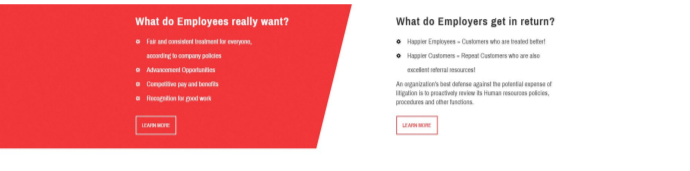 What do Employees really want?
Fair and consistent treatment for everyone,
according to company policies
Advancement Opportunities
Competitive pay and benefits
Recognition for good work
LEARN MORE
What do Employers get in return?
Happier Employees = Customers who are treated better!
Happier Customers = Repeat Customers who are also
excellent referral resources!
An organization's best defense against the potential expense of
litigation is to proactively review its Human resources policies,
procedures and other functions.
LEARN MORE